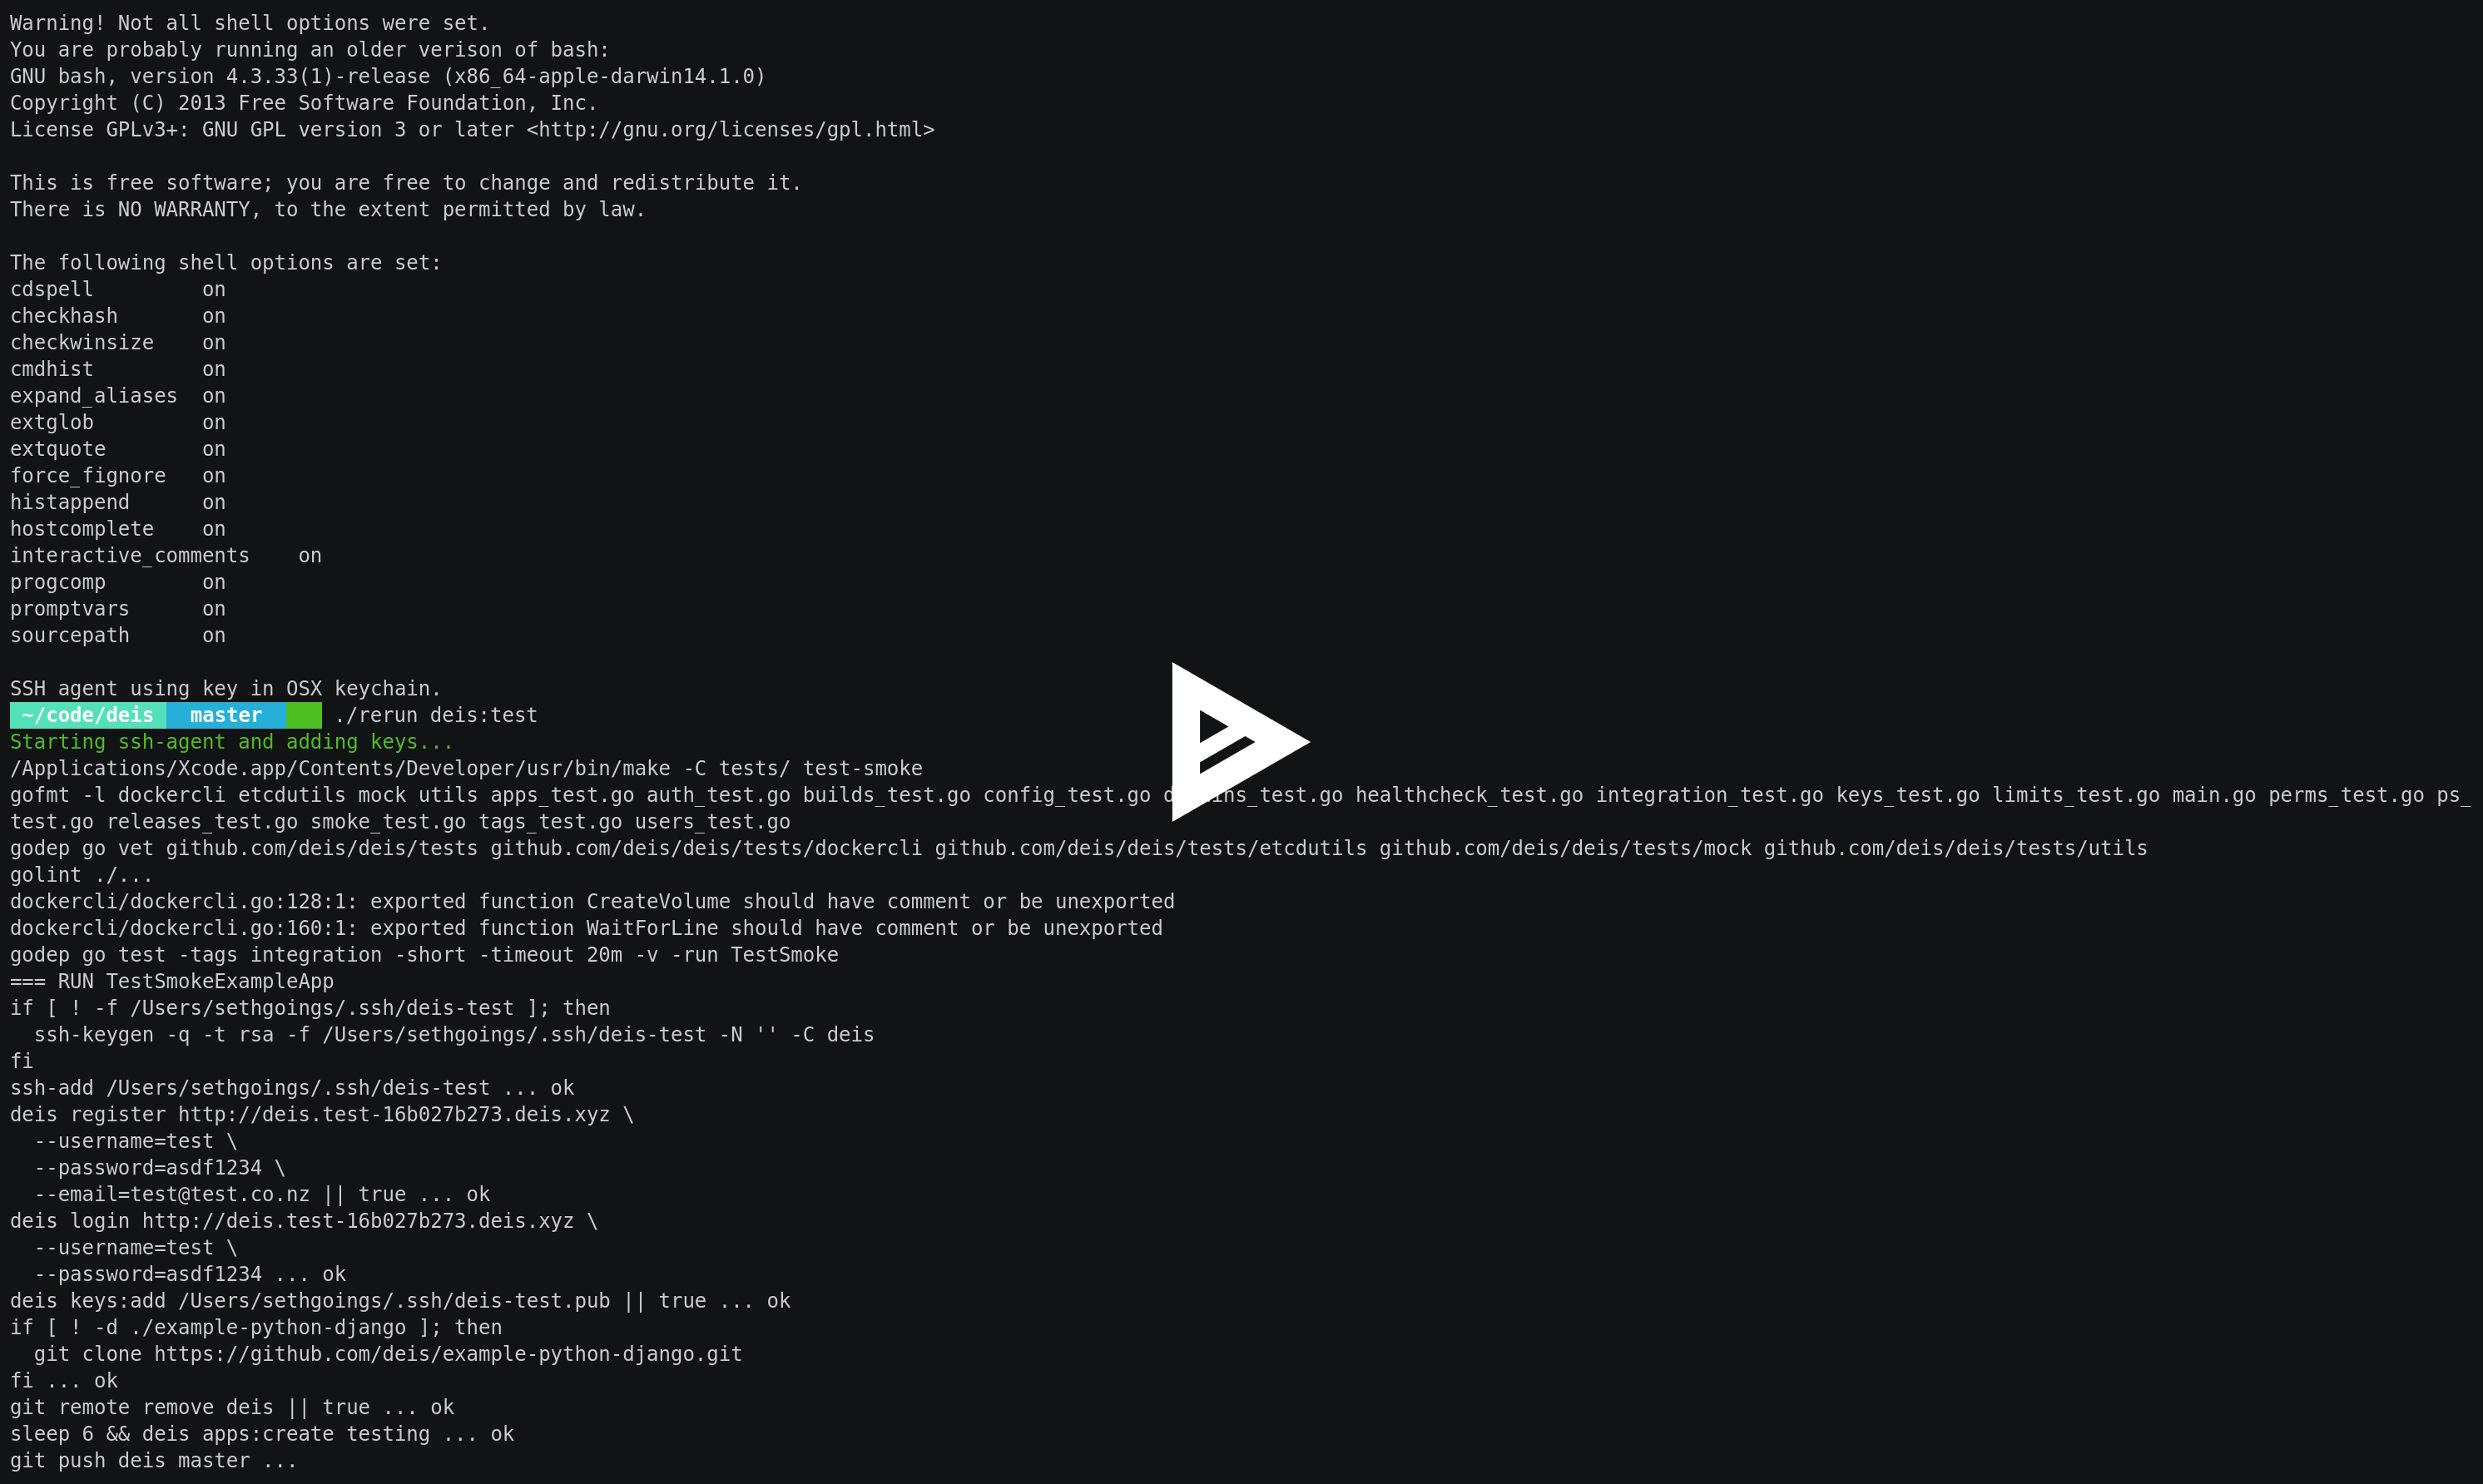 Warning! Not all shell options were set.
You are probably running an older verison of bash:
GNU bash, version 4.3.33(1)-release (x86_64-apple-darwin14.1.0)
Copyright (C) 2013 Free Software Foundation, Inc.
License GPLv3+: GNU GPL version 3 or later <http://gnu.org/licenses/gpl.html>

This is free software; you are free to change and redistribute it.
There is NO WARRANTY, to the extent permitted by law.

The following shell options are set:
cdspell         on
checkhash       on
checkwinsize    on
cmdhist         on
expand_aliases  on
extglob         on
extquote        on
force_fignore   on
histappend      on
hostcomplete    on
interactive_comments    on
progcomp        on
promptvars      on
sourcepath      on

SSH agent using key in OSX keychain.
~/code/deis  master  ./rerun deis:test
Starting ssh-agent and adding keys...
/Applications/Xcode.app/Contents/Developer/usr/bin/make -C tests/ test-smoke
gofmt -l dockercli etcdutils mock utils apps_test.go auth_test.go builds_test.go config_test.go healthcheck_test.go integration_test.go keys_test.go limits_test.go main.go perms_test.go ps_
test.go releases_test.go smoke_test.go tags_test.go users_test.go
godep go vet github.com/deis/deis/tests github.com/deis/deis/tests/dockercli github.com/deis/deis/tests/etcdutils github.com/deis/deis/tests/mock github.com/deis/deis/tests/utils
golint ./...
dockercli/dockercli.go:128:1: exported function CreateVolume should have comment or be unexported
dockercli/dockercli.go:160:1: exported function WaitForLine should have comment or be unexported
godep go test -tags integration -short -timeout 20m -v -run TestSmoke
=== RUN TestSmokeExampleApp
if [ ! -f /Users/sethgoings/.ssh/deis-test ]; then
  ssh-keygen -q -t rsa -f /Users/sethgoings/.ssh/deis-test -N '' -C deis
fi
ssh-add /Users/sethgoings/.ssh/deis-test ... ok
deis register http://deis.test-16b027b273.deis.xyz \
  --username=test \
  --password=asdf1234 \
  --email=test@test.co.nz || true ... ok
deis login http://deis.test-16b027b273.deis.xyz \
  --username=test \
  --password=asdf1234 ... ok
deis keys:add /Users/sethgoings/.ssh/deis-test.pub || true ... ok
if [ ! -d ./example-python-django ]; then
  git clone https://github.com/deis/example-python-django.git
fi ... ok
git remote remove deis || true ... ok
sleep 6 && deis apps:create testing ... ok
git push deis master ...